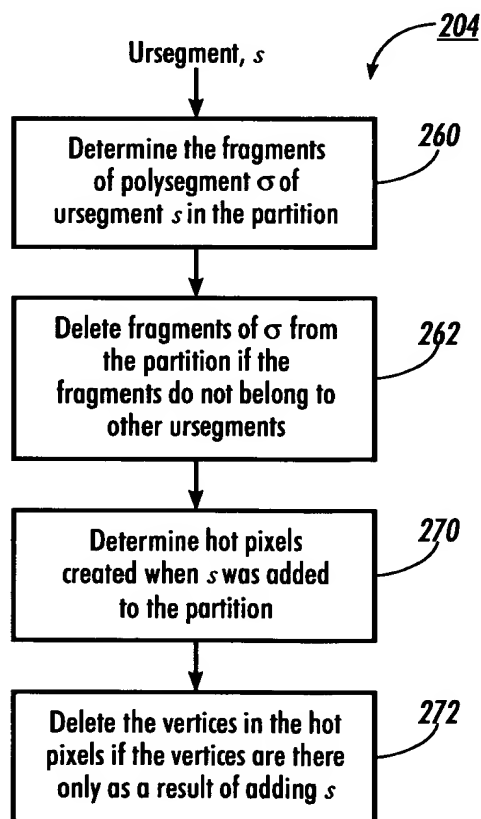 204
Ursegment, s
260
Determine the fragments
of polysegment σ of
ursegment s in the partition
262
Delete fragments of σ from
the partition if the
fragments do not belong to
other ursegments
270
Determine hot pixels
created when s was added
to the partition
272
Delete the vertices in the hot
pixels if the vertices are there
only as a result of adding s